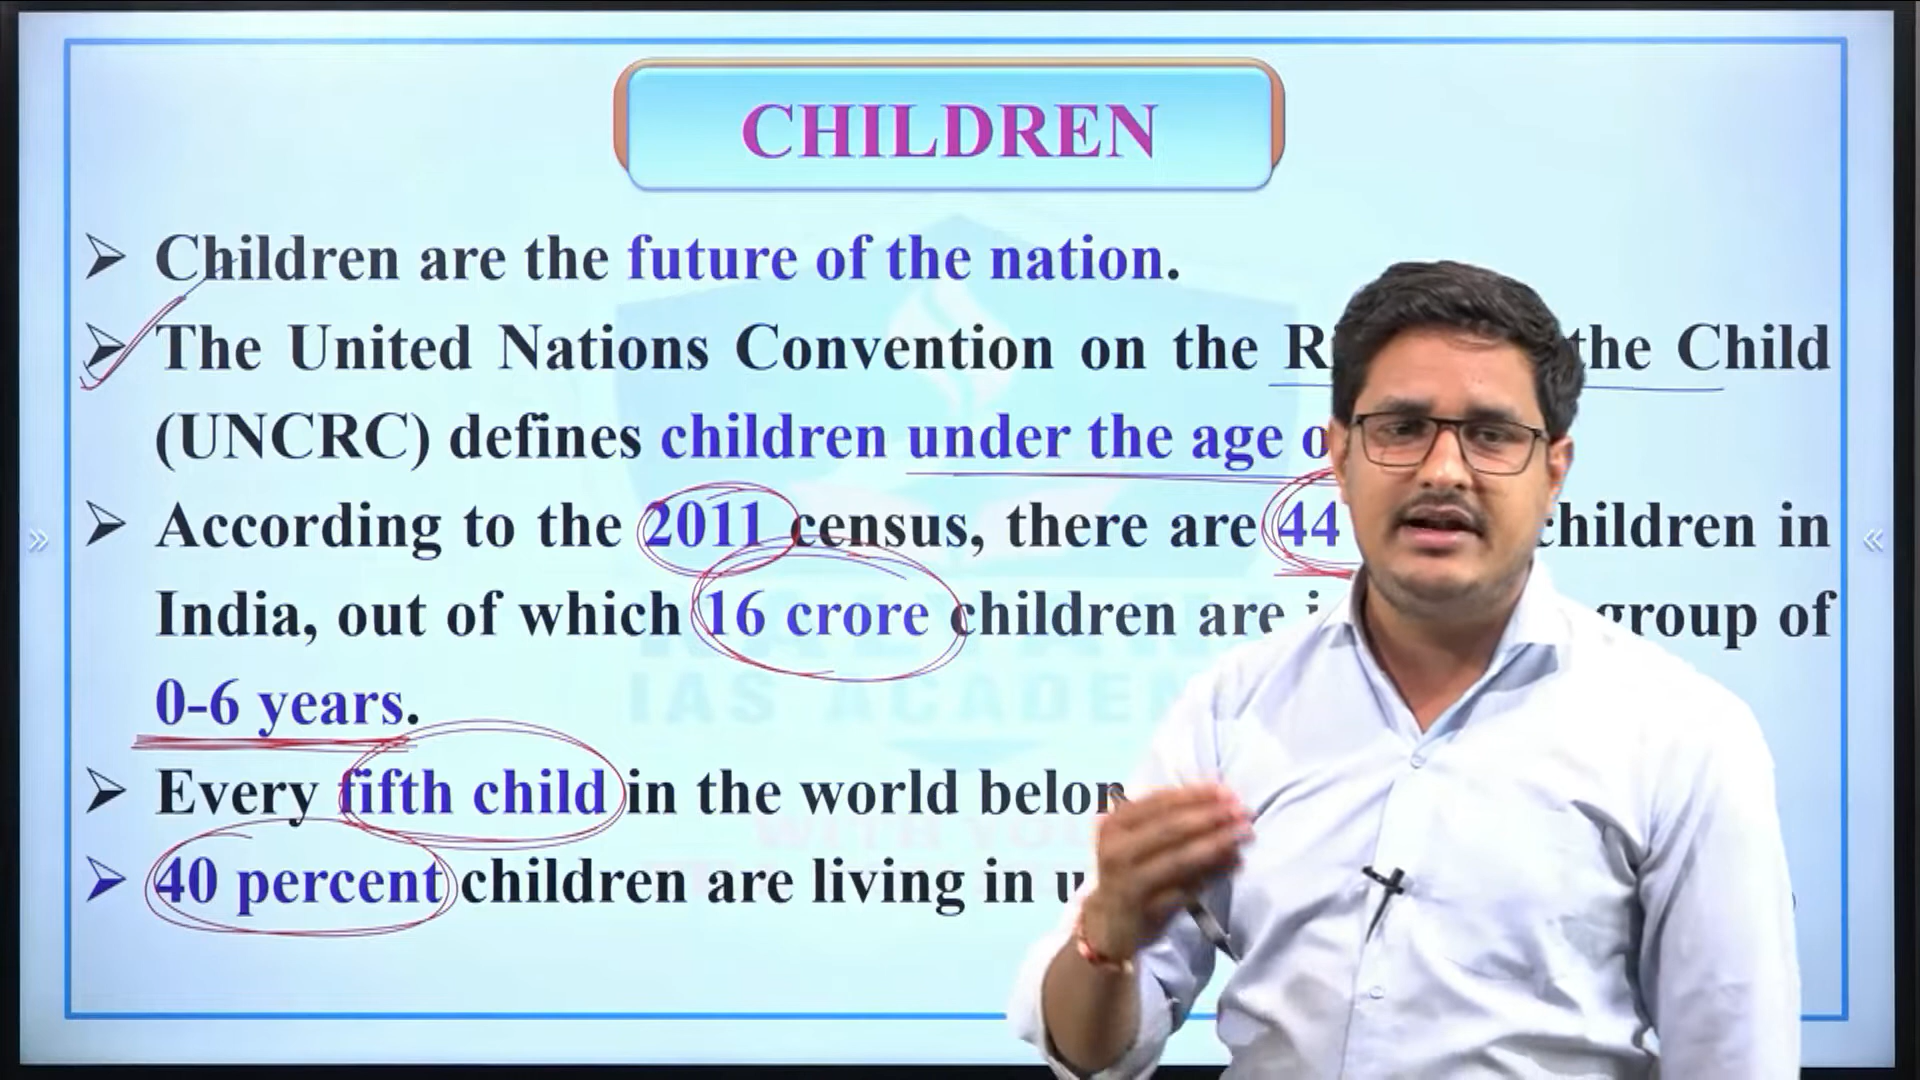 CHILDREN
➢ Children are the future of the nation.
➢ The United Nations Convention on the the Child
(UNCRC) defines children under the age
➢ According to the 2011 census, there are 44 children in
India, out of which 16 crore children are group of
0-6 years.
➢ Every fifth child in the world
➢ 40 percent children are living in
IAS ACADEMY